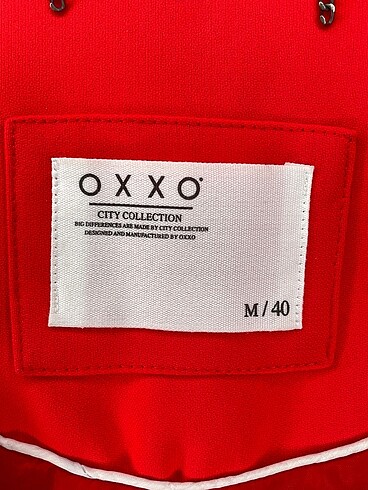 OXXO
CITY COLLECTION
BIG DIFFERENCES ARE MADE BY CITY COLLECTION
DESIGNED AND MANUFACTURED BY OXXO
M / 40